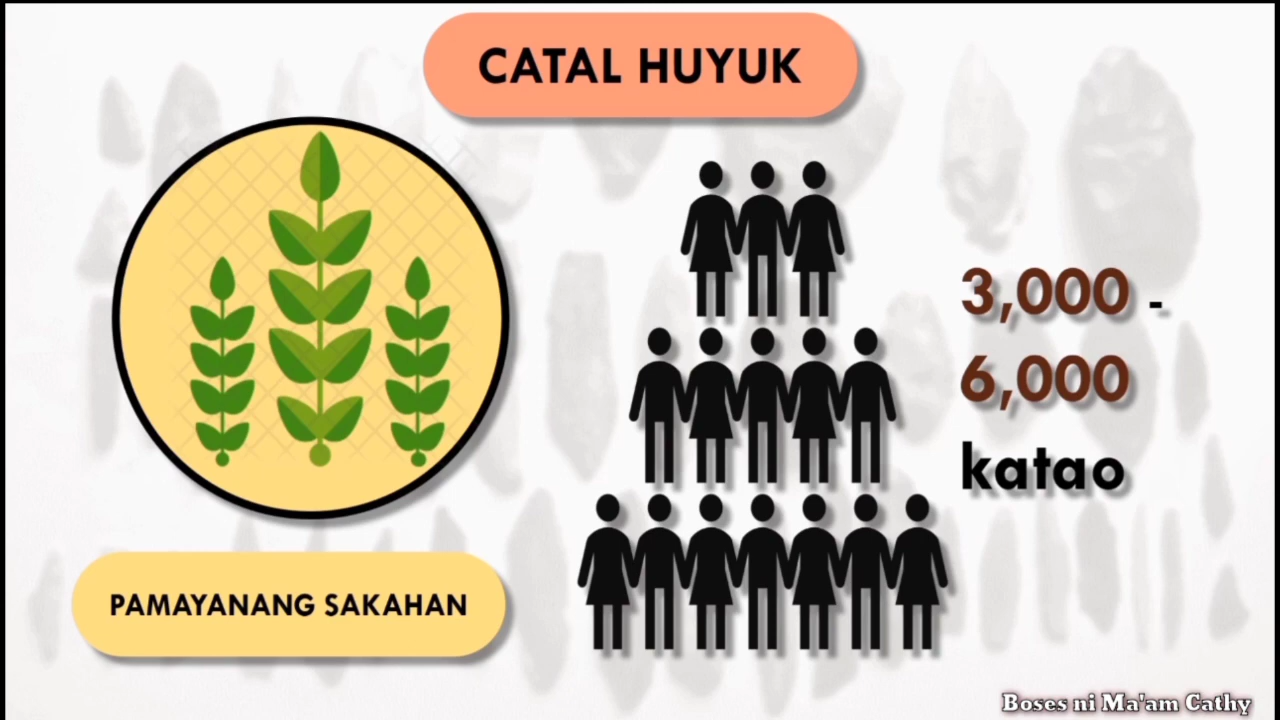 CATAL HUYUK
3,000 -
6,000
katao
PAMAYANANG SAKAHAN
Boses ni Ma'am Cathy